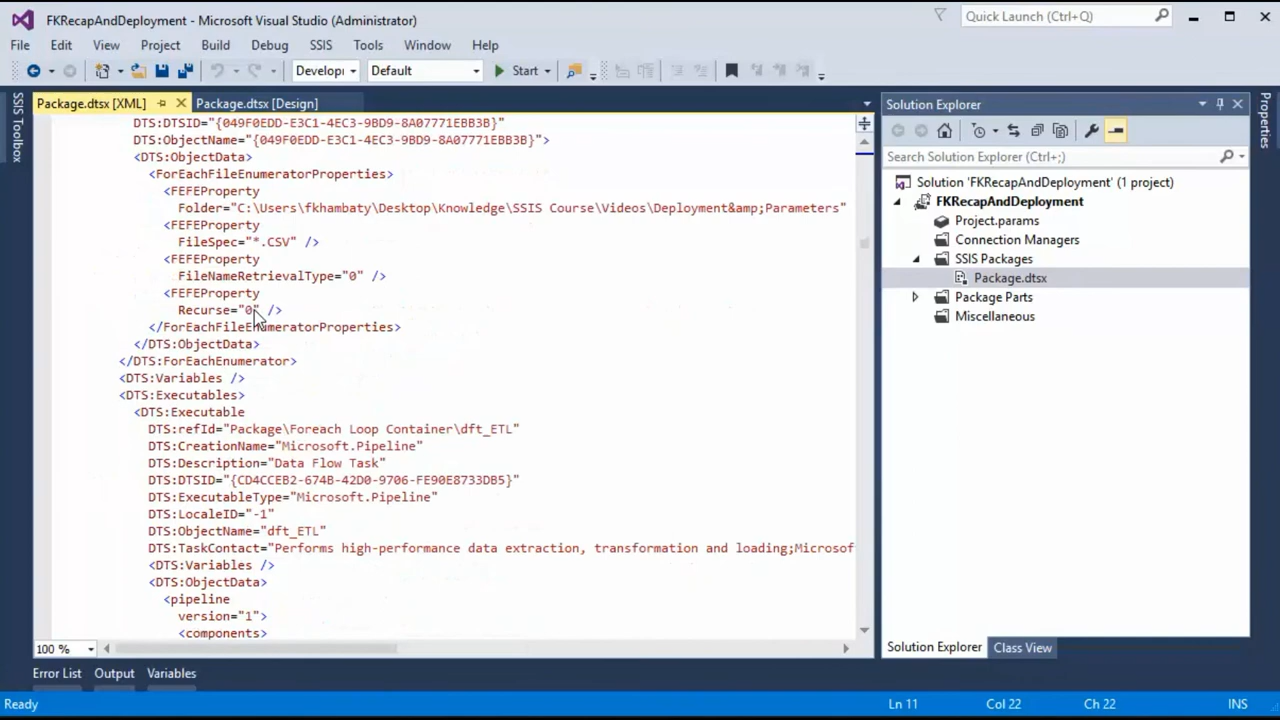 FKRecapAndDeployment - Microsoft Visual Studio (Administrator)
Quick Launch (Ctrl+Q)
File Edit View Project Build Debug SSIS Tools Window Help
Develop Default Start
Package.dtsx [XML] Package.dtsx [Design]
DTS:DTSID="{049F0EDD-E3C1-4EC3-9BD9-8A07771EBB3B}"
DTS:ObjectName="{049F0EDD-E3C1-4EC3-9BD9-8A07771EBB3B}">
<DTS:ObjectData>
<ForEachFileEnumeratorProperties>
<FEFEProperty
Folder="C:\Users\fkhambaty\Desktop\Knowledge\SSIS Course\Videos\Deployment&amp;Parameters"
<FEFEProperty
FileSpec="*.CSV" />
<FEFEProperty
FileNameRetrievalType="0" />
<FEFEProperty
Recurse="0" />
</ForEachFileEnumeratorProperties>
</DTS:ObjectData>
</DTS:ForEachEnumerator>
<DTS:Variables />
<DTS:Executables>
<DTS:Executable
DTS:refId="Package\Foreach Loop Container\dft_ETL"
DTS:CreationName="Microsoft.Pipeline"
DTS:Description="Data Flow Task"
DTS:DTSID="{CD4CCEB2-674B-42D0-9706-FE90E8733DB5}"
DTS:ExecutableType="Microsoft.Pipeline"
DTS:LocaleID="-1"
DTS:ObjectName="dft_ETL"
DTS:TaskContact="Performs high-performance data extraction, transformation and loading;Microsof
<DTS:Variables />
<DTS:ObjectData>
<pipeline
version="1">
<components>
100 %
SSIS Toolbox
Solution Explorer
Search Solution Explorer (Ctrl+;)
Solution 'FKRecapAndDeployment' (1 project)
FKRecapAndDeployment
Project.params
Connection Managers
SSIS Packages
Package.dtsx
Package Parts
Miscellaneous
Solution Explorer Class View
Properties
Error List Output Variables
Ready Ln 11 Col 22 Ch 22 INS